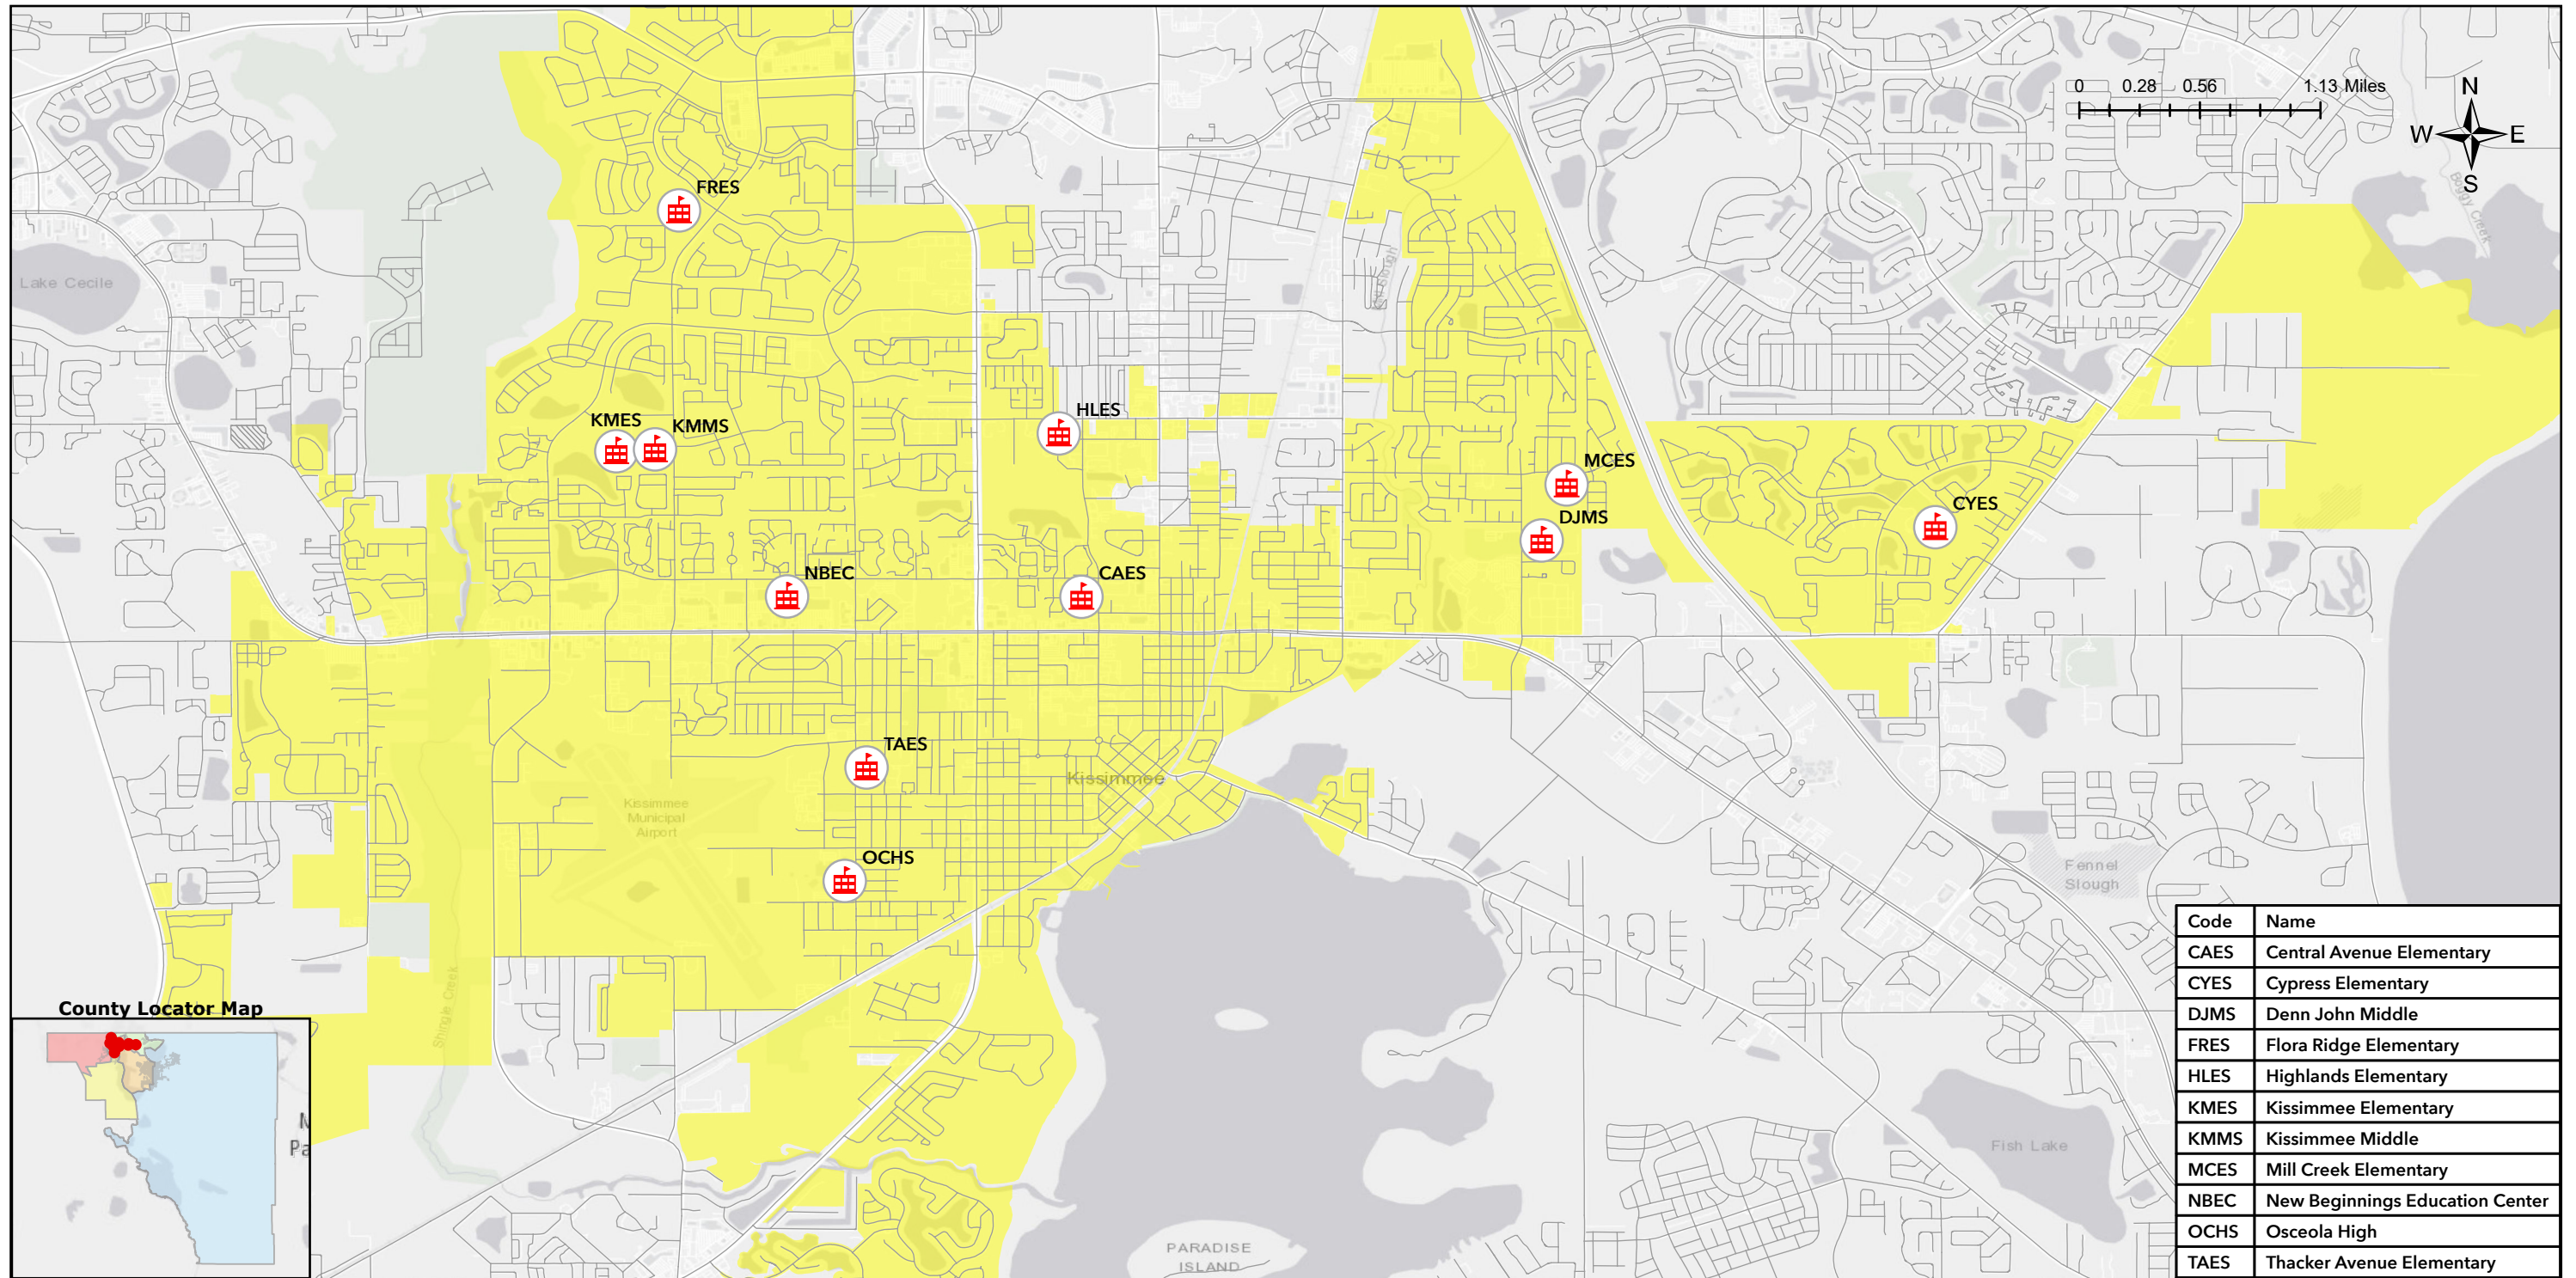 0 0.28 0.56 1.13 Miles
N
W E
S
Boggy Creek
FRES
Lake Cecile
HLES
KMES
KMMS
MCES
CYES
DJMS
NBEC
CAES
TAES
Kissimmee
Kissimmee
Municipal
Airport
OCHS
Fennel
Slough
Shingle Creek
Fish Lake
PARADISE
ISLAND
County Locator Map
Code Name
CAES Central Avenue Elementary
CYES Cypress Elementary
DJMS Denn John Middle
FRES Flora Ridge Elementary
HLES Highlands Elementary
KMES Kissimmee Elementary
KMMS Kissimmee Middle
MCES Mill Creek Elementary
NBEC New Beginnings Education Center
OCHS Osceola High
TAES Thacker Avenue Elementary